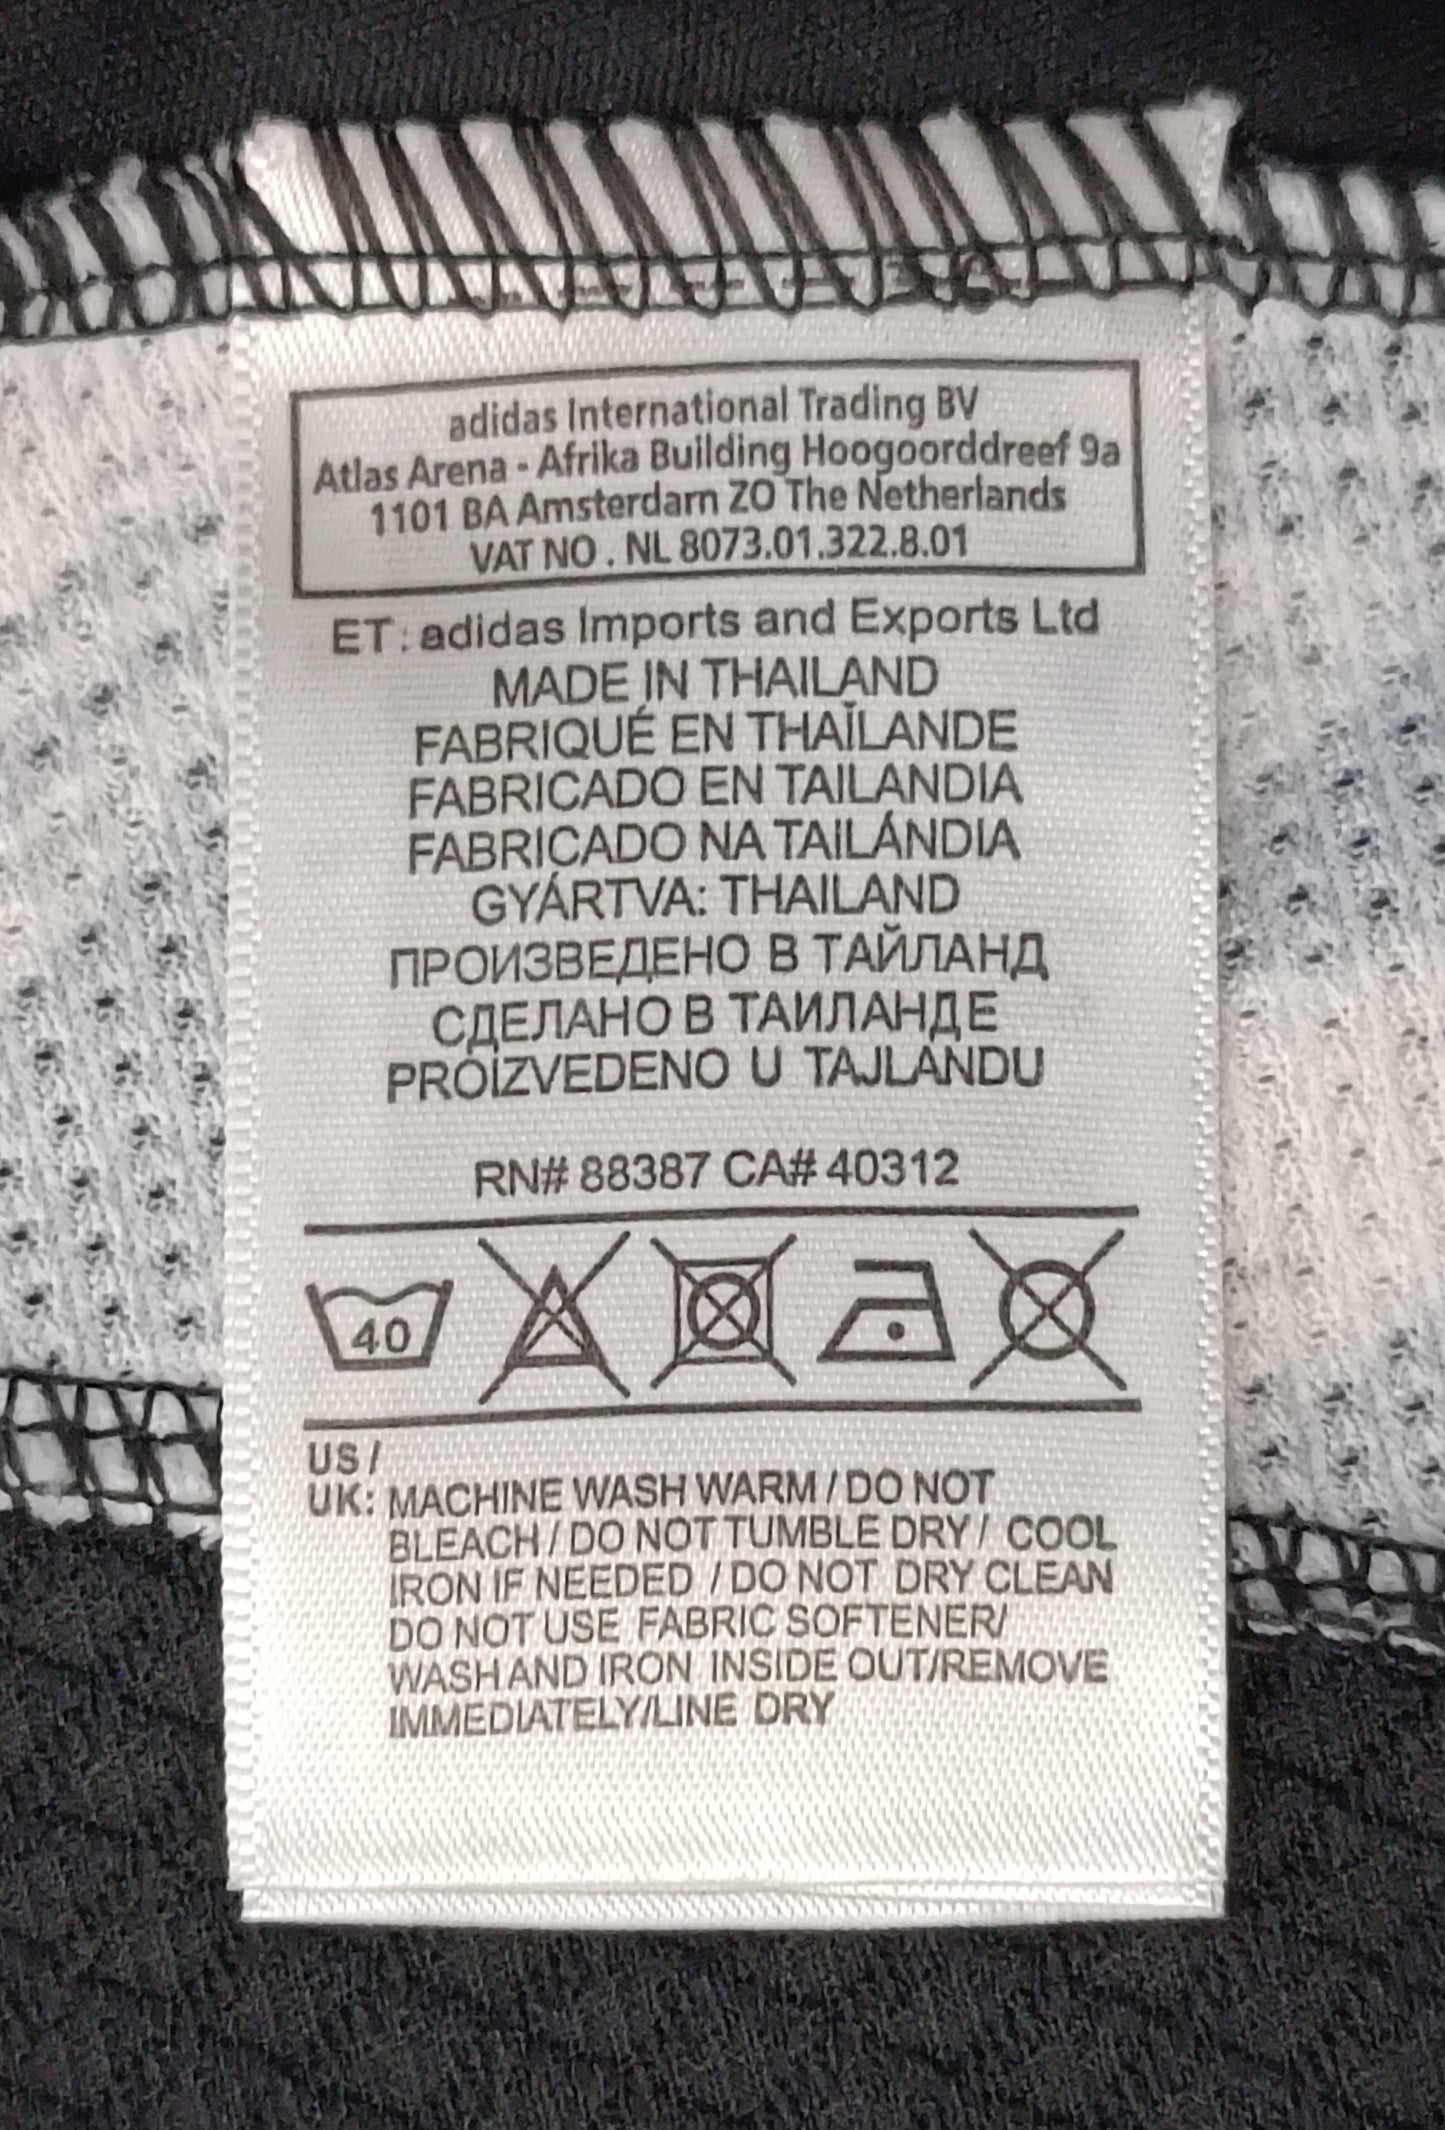 adidas International Trading BV
Atlas Arena - Afrika Building Hoogoorddreef 9a
1101 BA Amsterdam ZO The Netherlands
VAT NO . NL 8073.01.322.8.01
ET: adidas Imports and Exports Ltd
MADE IN THAILAND
FABRIQUÉ EN THAÏLANDE
FABRICADO EN TAILANDIA
FABRICADO NA TAILÁNDIA
GYÁRTVA: THAILAND
ПРОИЗВЕДЕНО В ТАЙЛАНД
СДЕЛАНО В ТАИЛАНДЕ
PROIZVEDENO U TAJLANDU
RN# 88387 CA# 40312
40
US /
UK: MACHINE WASH WARM / DO NOT
BLEACH / DO NOT TUMBLE DRY / COOL
IRON IF NEEDED / DO NOT DRY CLEAN
DO NOT USE FABRIC SOFTENER/
WASH AND IRON INSIDE OUT/REMOVE
IMMEDIATELY/LINE DRY